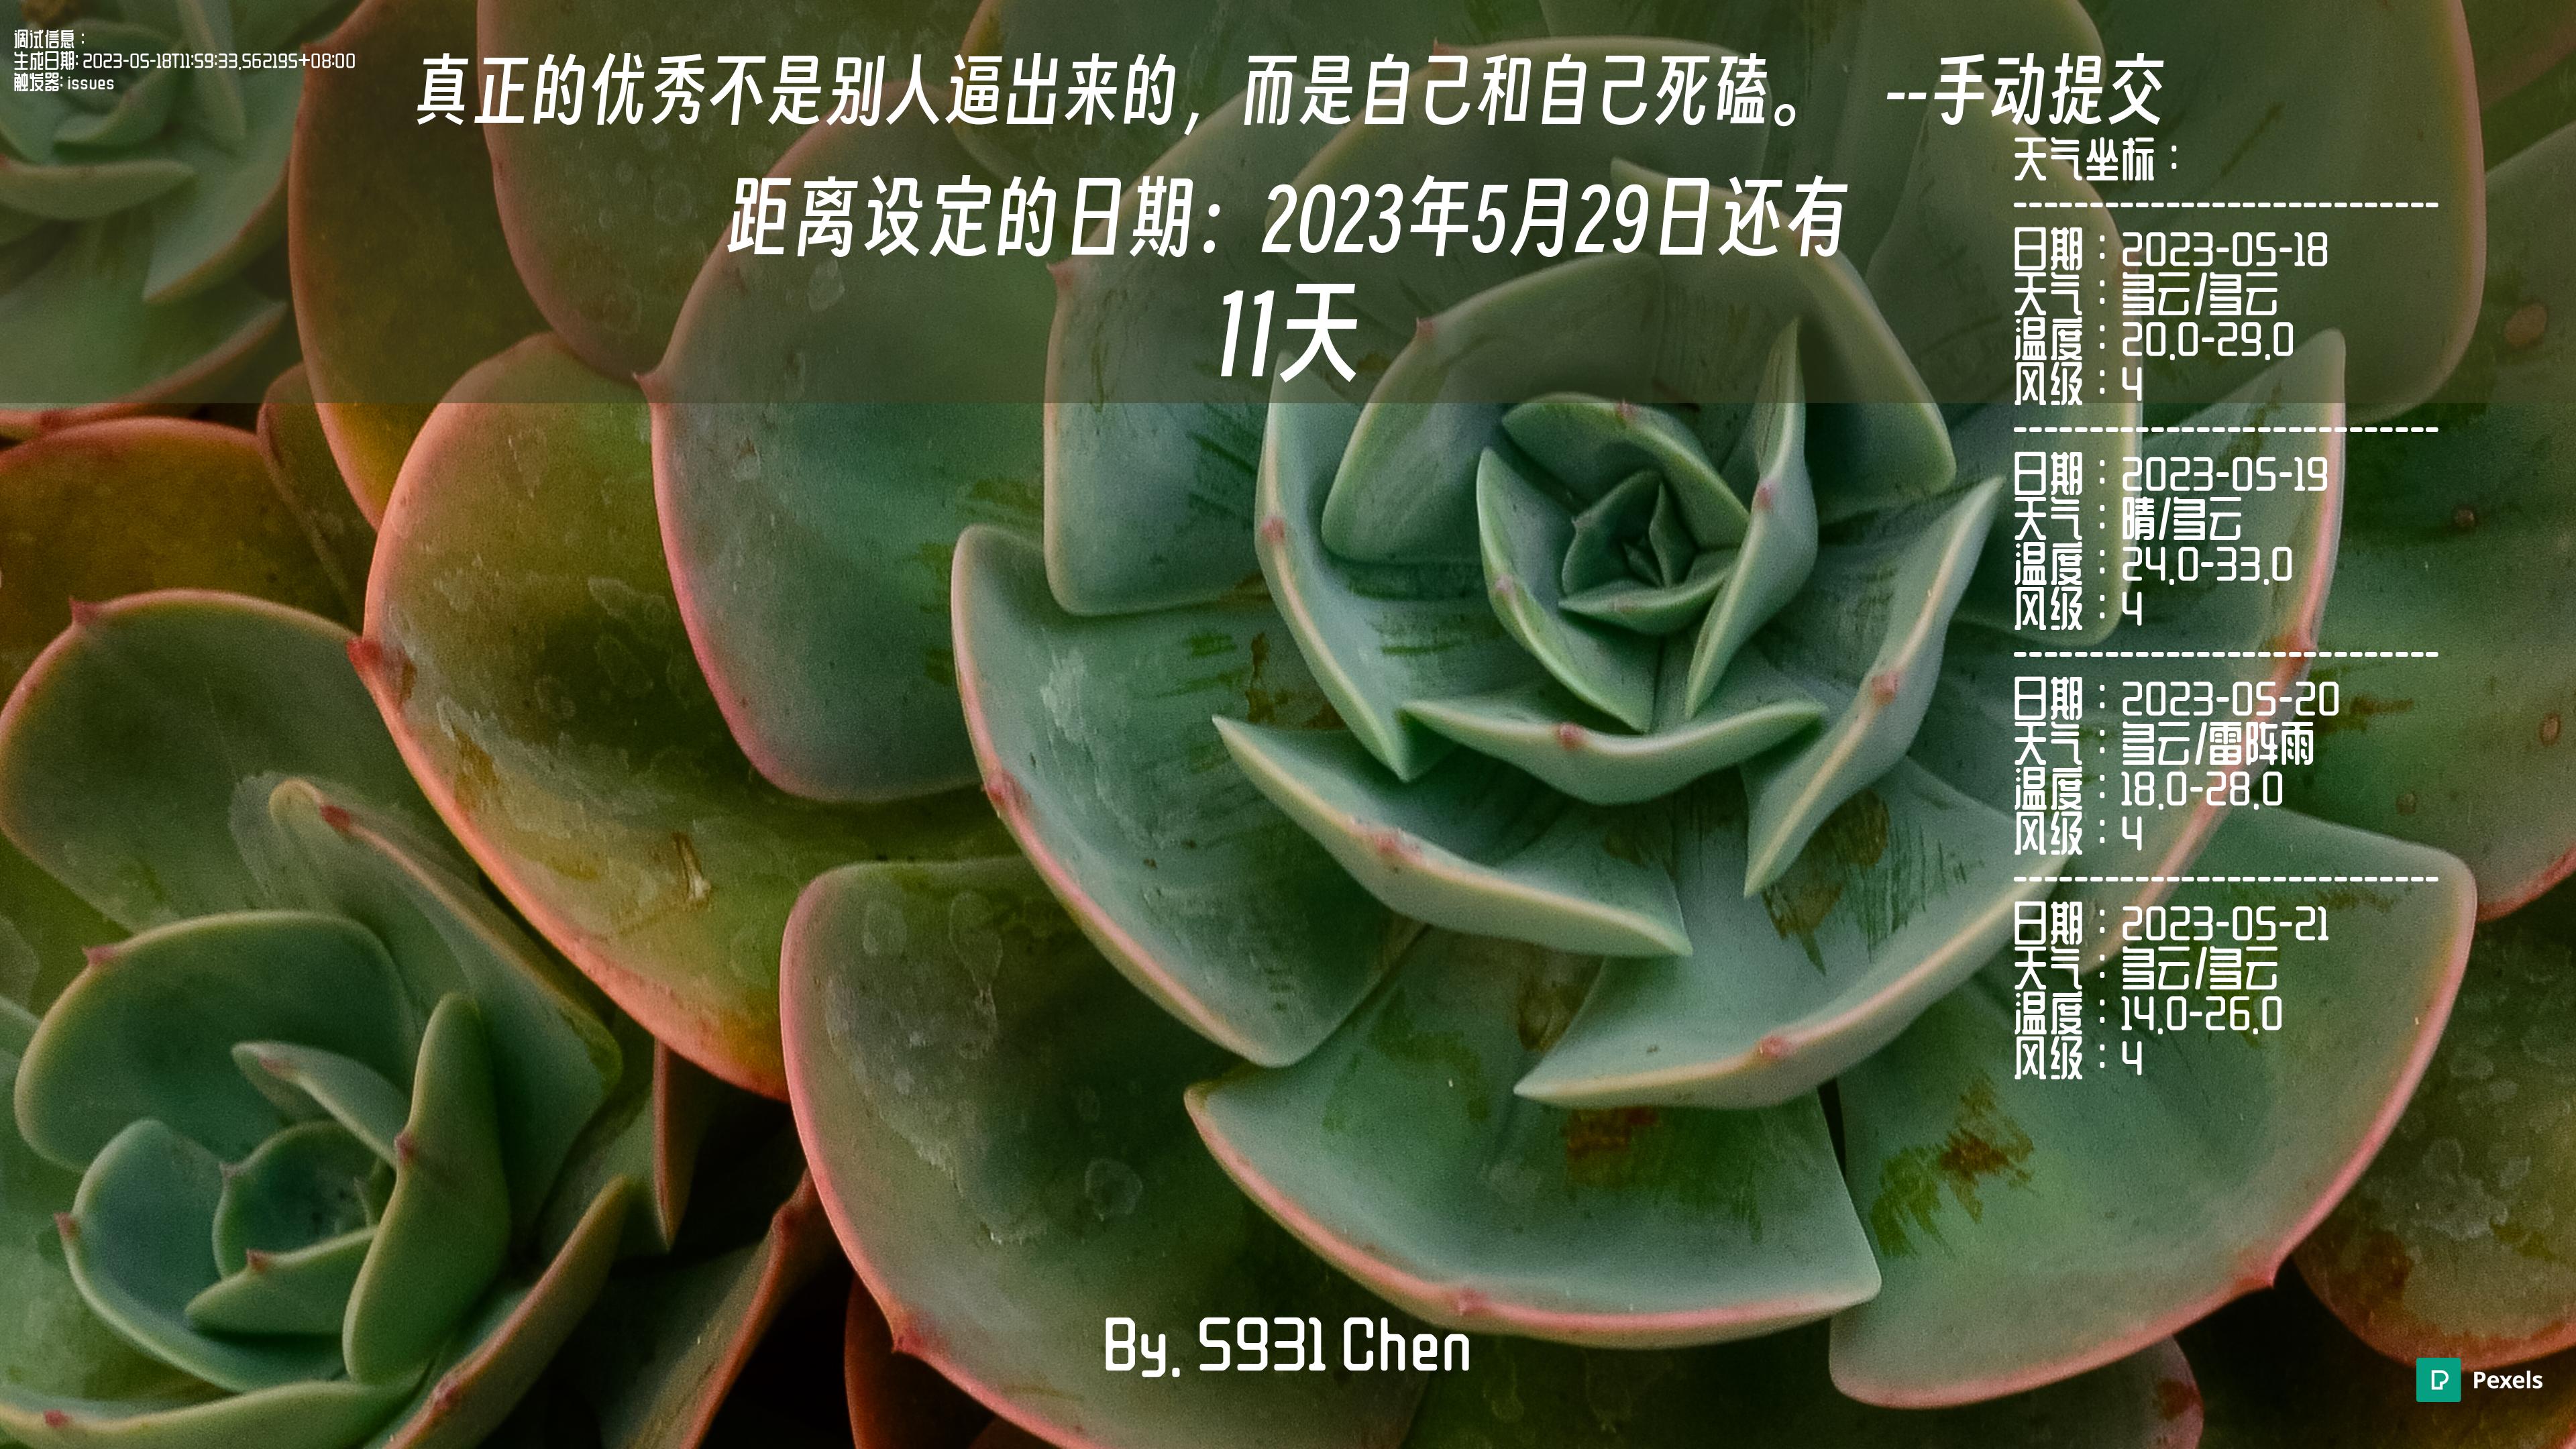 调试信息：
生成日期: 2023-05-18T11:59:33.562195+08:00
触发器: issues
真正的优秀不是别人逼出来的，而是自己和自己死磕。 --手动提交
距离设定的日期：2023年5月29日还有
11天
天气坐标：
--------------------------
日期：2023-05-18
天气：多云/多云
温度：20.0-29.0
风级：4
--------------------------
日期：2023-05-19
天气：晴/多云
温度：24.0-33.0
风级：4
--------------------------
日期：2023-05-20
天气：多云/雷阵雨
温度：18.0-28.0
风级：4
--------------------------
日期：2023-05-21
天气：多云/多云
温度：14.0-26.0
风级：4
By. S931 Chen
Pexels